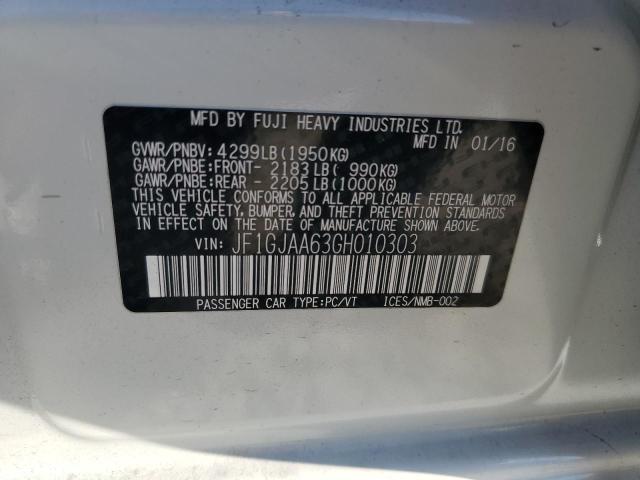 MFD BY FUJI HEAVY INDUSTRIES LTD.
MFD IN 01/16
GVWR/PNBV: 4299LB (1950KG)
GAWR/PNBE:FRONT- 2183LB ( 990KG)
GAWR/PNBE:REAR - 2205LB (1000KG)
THIS VEHICLE CONFORMS TO ALL APPLICABLE FEDERAL MOTOR
VEHICLE SAFETY, BUMPER, AND THEFT PREVENTION STANDARDS
IN EFFECT ON THE DATE OF MANUFACTURE SHOWN ABOVE.
VIN: JF1GJAA63GH010303
PASSENGER CAR TYPE:PC/VT ICES/NMB-002